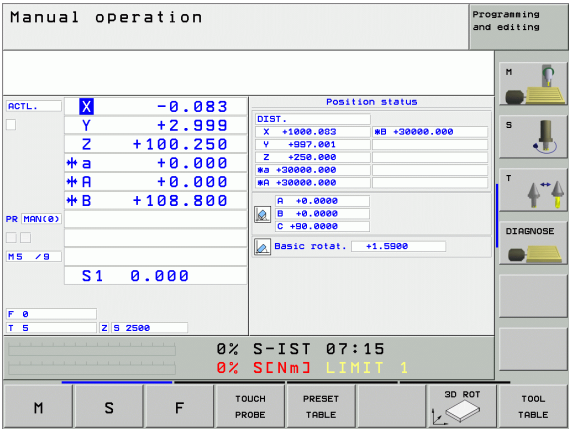 Manual operation
Programming
and editing
ACTL.
X -0.083
Y +2.999
Z +100.250
a +0.000
A +0.000
B +108.800
PR MAN(0)
M5 /9
S1 0.000
F 0
T 5 Z S 2500
Position status
DIST.
X +1000.083 *B +30000.000
Y +997.001
Z +250.000
*a +30000.000
*A +30000.000
A +0.0000
B +0.0000
C +90.0000
Basic rotat. +1.5900
0% S-IST 07:15
0% S[Nm] LIMIT 1
M
S
T
DIAGNOSE
M
S
F
TOUCH
PROBE
PRESET
TABLE
3D ROT
TOOL
TABLE